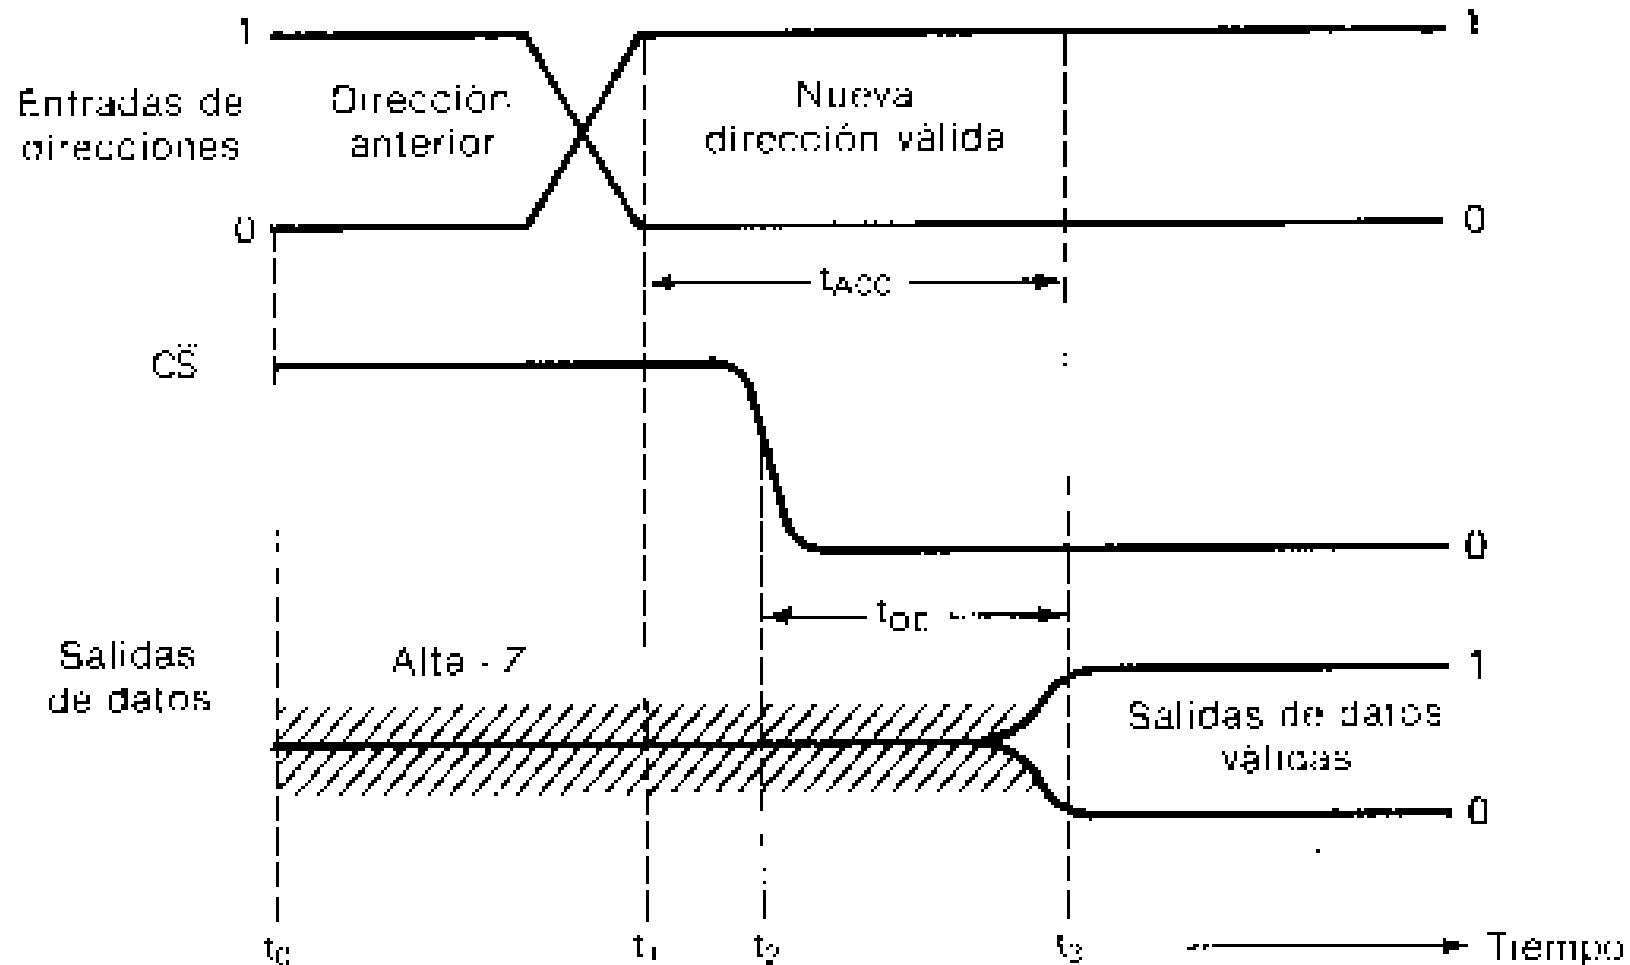 1
1
Entradas de
direcciones
Dirección
anterior
Nueva
dirección válida
0
0
tACC
CS
0
tOE
Salidas
de datos
Alta - Z
1
Salidas de datos
válidas
0
t0
t1
t2
t3
Tiempo